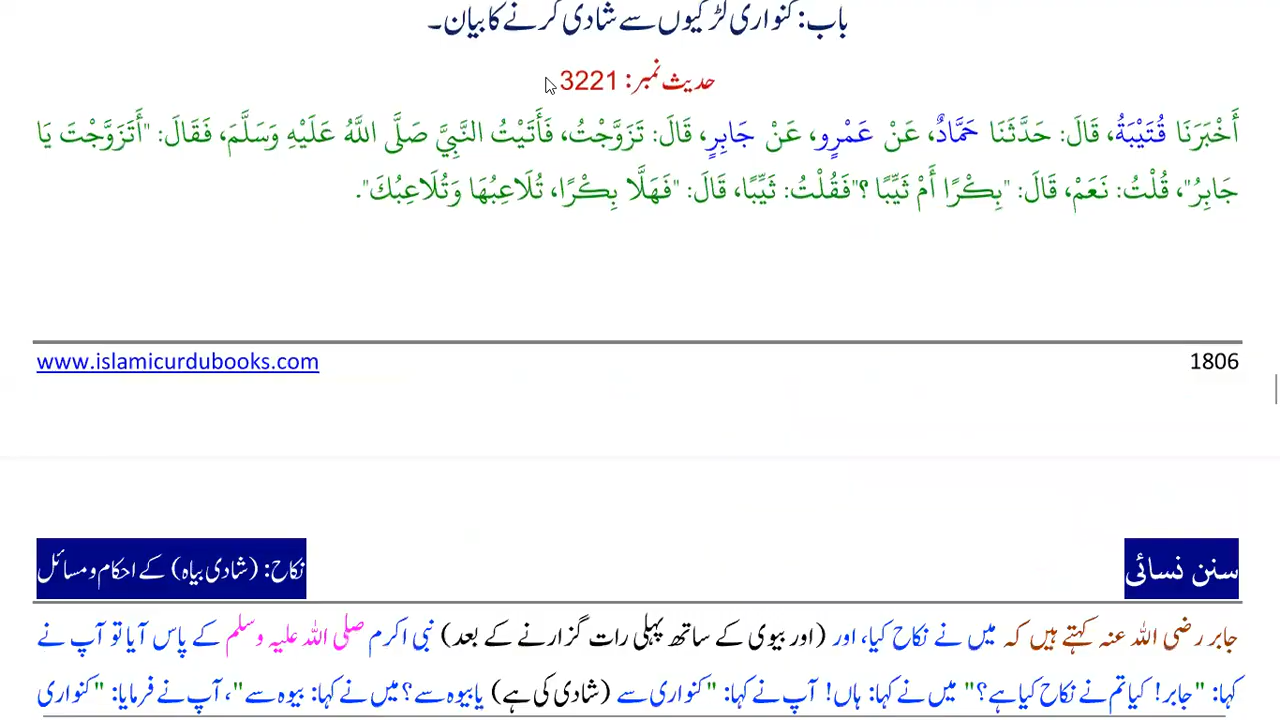 باب: کنواری لڑکیوں سے شادی کرنے کا بیان۔
حدیث نمبر: 3221
أَخْبَرَنَا قُتَيْبَةُ، قَالَ: حَدَّثَنَا حَمَّادٌ، عَنْ عَمْرٍو، عَنْ جَابِرٍ، قَالَ: تَزَوَّجْتُ، فَأَتَيْتُ النَّبِيَّ صَلَّى اللَّهُ عَلَيْهِ وَسَلَّمَ، فَقَالَ: "أَتَزَوَّجْتَ يَا
جَابِرُ"، قُلْتُ: نَعَمْ، قَالَ: "بِكْرًا أَمْ ثَيِّبًا ؟"فَقُلْتُ: ثَيِّبًا، قَالَ: "فَهَلَّا بِكْرًا، تُلَاعِبُهَا وَتُلَاعِبُكَ".
www.islamicurdubooks.com 1806
سنن نسائی نکاح: (شادی بیاہ) کے احکام و مسائل
جابر رضی اللہ عنہ کہتے ہیں کہ میں نے نکاح کیا، اور (اور بیوی کے ساتھ پہلی رات گزارنے کے بعد) نبی اکرم صلی اللہ علیہ وسلم کے پاس آیا تو آپ نے
کہا: "جابر! کیا تم نے نکاح کیا ہے؟" میں نے کہا: ہاں! آپ نے کہا: "کنواری سے (شادی کی ہے) یا بیوہ سے؟ میں نے کہا: بیوہ سے"، آپ نے فرمایا: "کنواری